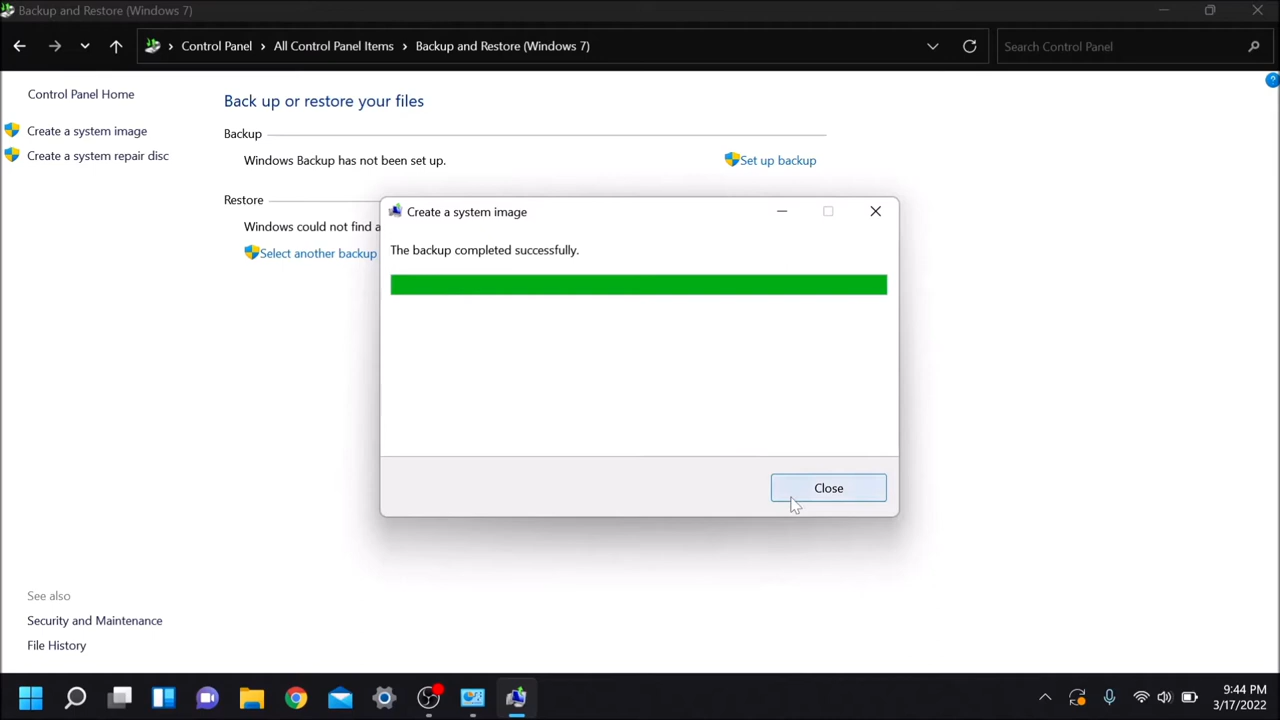 Backup and Restore (Windows 7)
Control Panel > All Control Panel Items > Backup and Restore (Windows 7)
Search Control Panel
Control Panel Home
Create a system image
Create a system repair disc
Back up or restore your files
Backup
Windows Backup has not been set up.
Set up backup
Restore
Windows could not find a
Select another backup
Create a system image
The backup completed successfully.
Close
See also
Security and Maintenance
File History
9:44 PM
3/17/2022